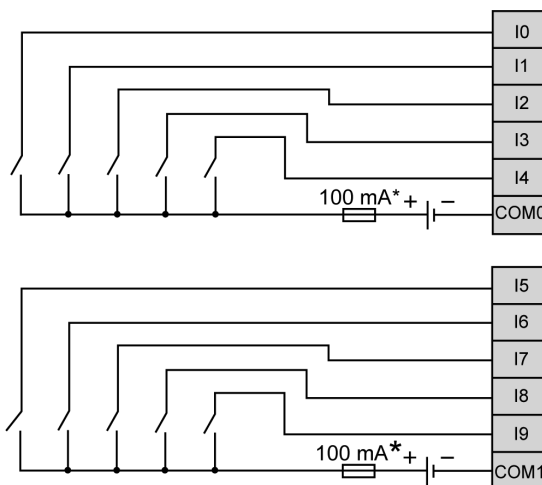 I0
I1
I2
I3
I4
100 mA* + −
COM0
I5
I6
I7
I8
I9
100 mA* + −
COM1